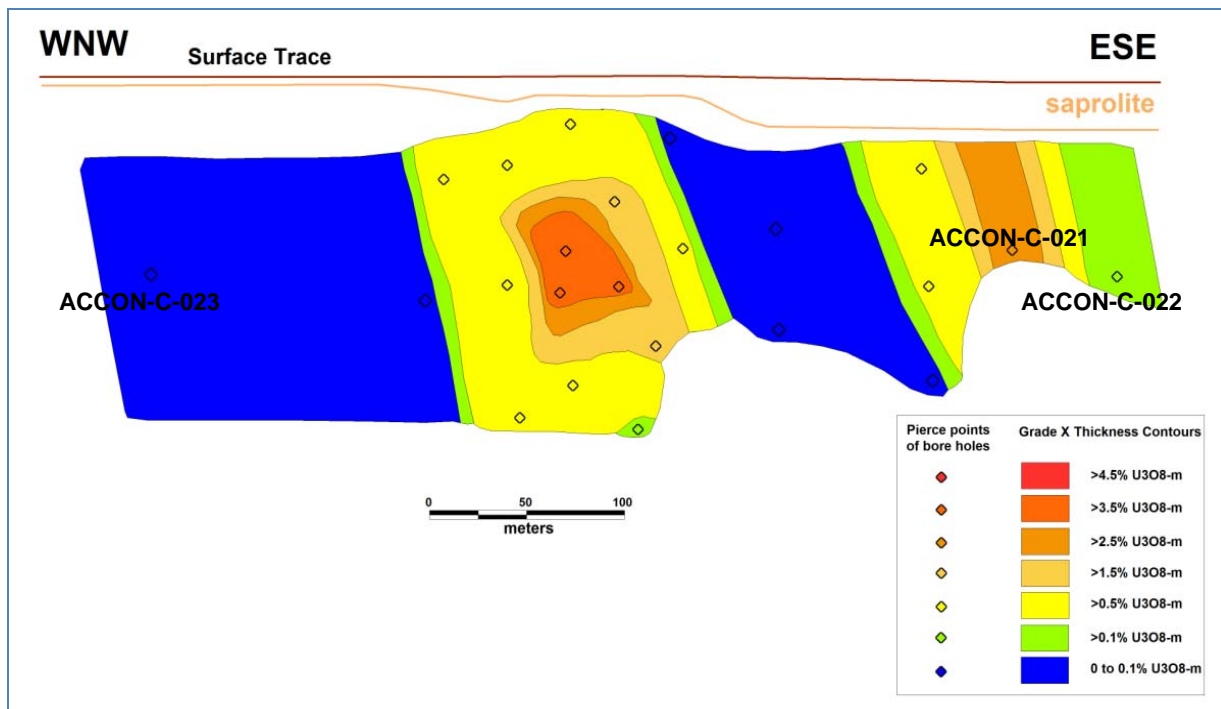 WNW
ESE
Surface Trace
saprolite
ACCON-C-021
ACCON-C-023
ACCON-C-022
0 50 100
meters
Pierce points
of bore holes
Grade X Thickness Contours
>4.5% U3O8-m
>3.5% U3O8-m
>2.5% U3O8-m
>1.5% U3O8-m
>0.5% U3O8-m
>0.1% U3O8-m
0 to 0.1% U3O8-m